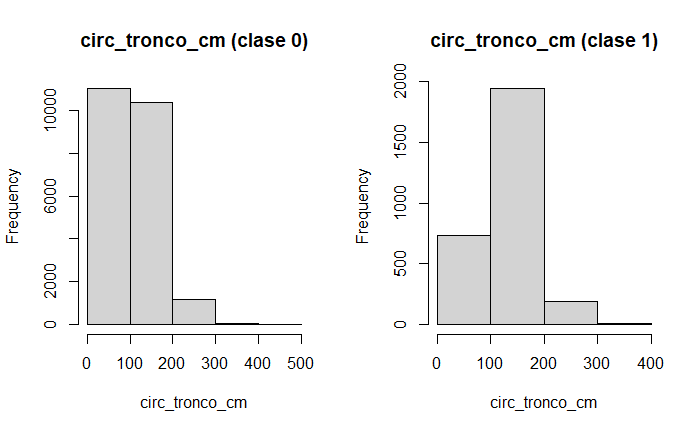 circ_tronco_cm (clase 0)
Frequency
0
2000
6000
10000
0 100 200 300 400 500
circ_tronco_cm
circ_tronco_cm (clase 1)
Frequency
0
500
1000
1500
2000
0 100 200 300 400
circ_tronco_cm